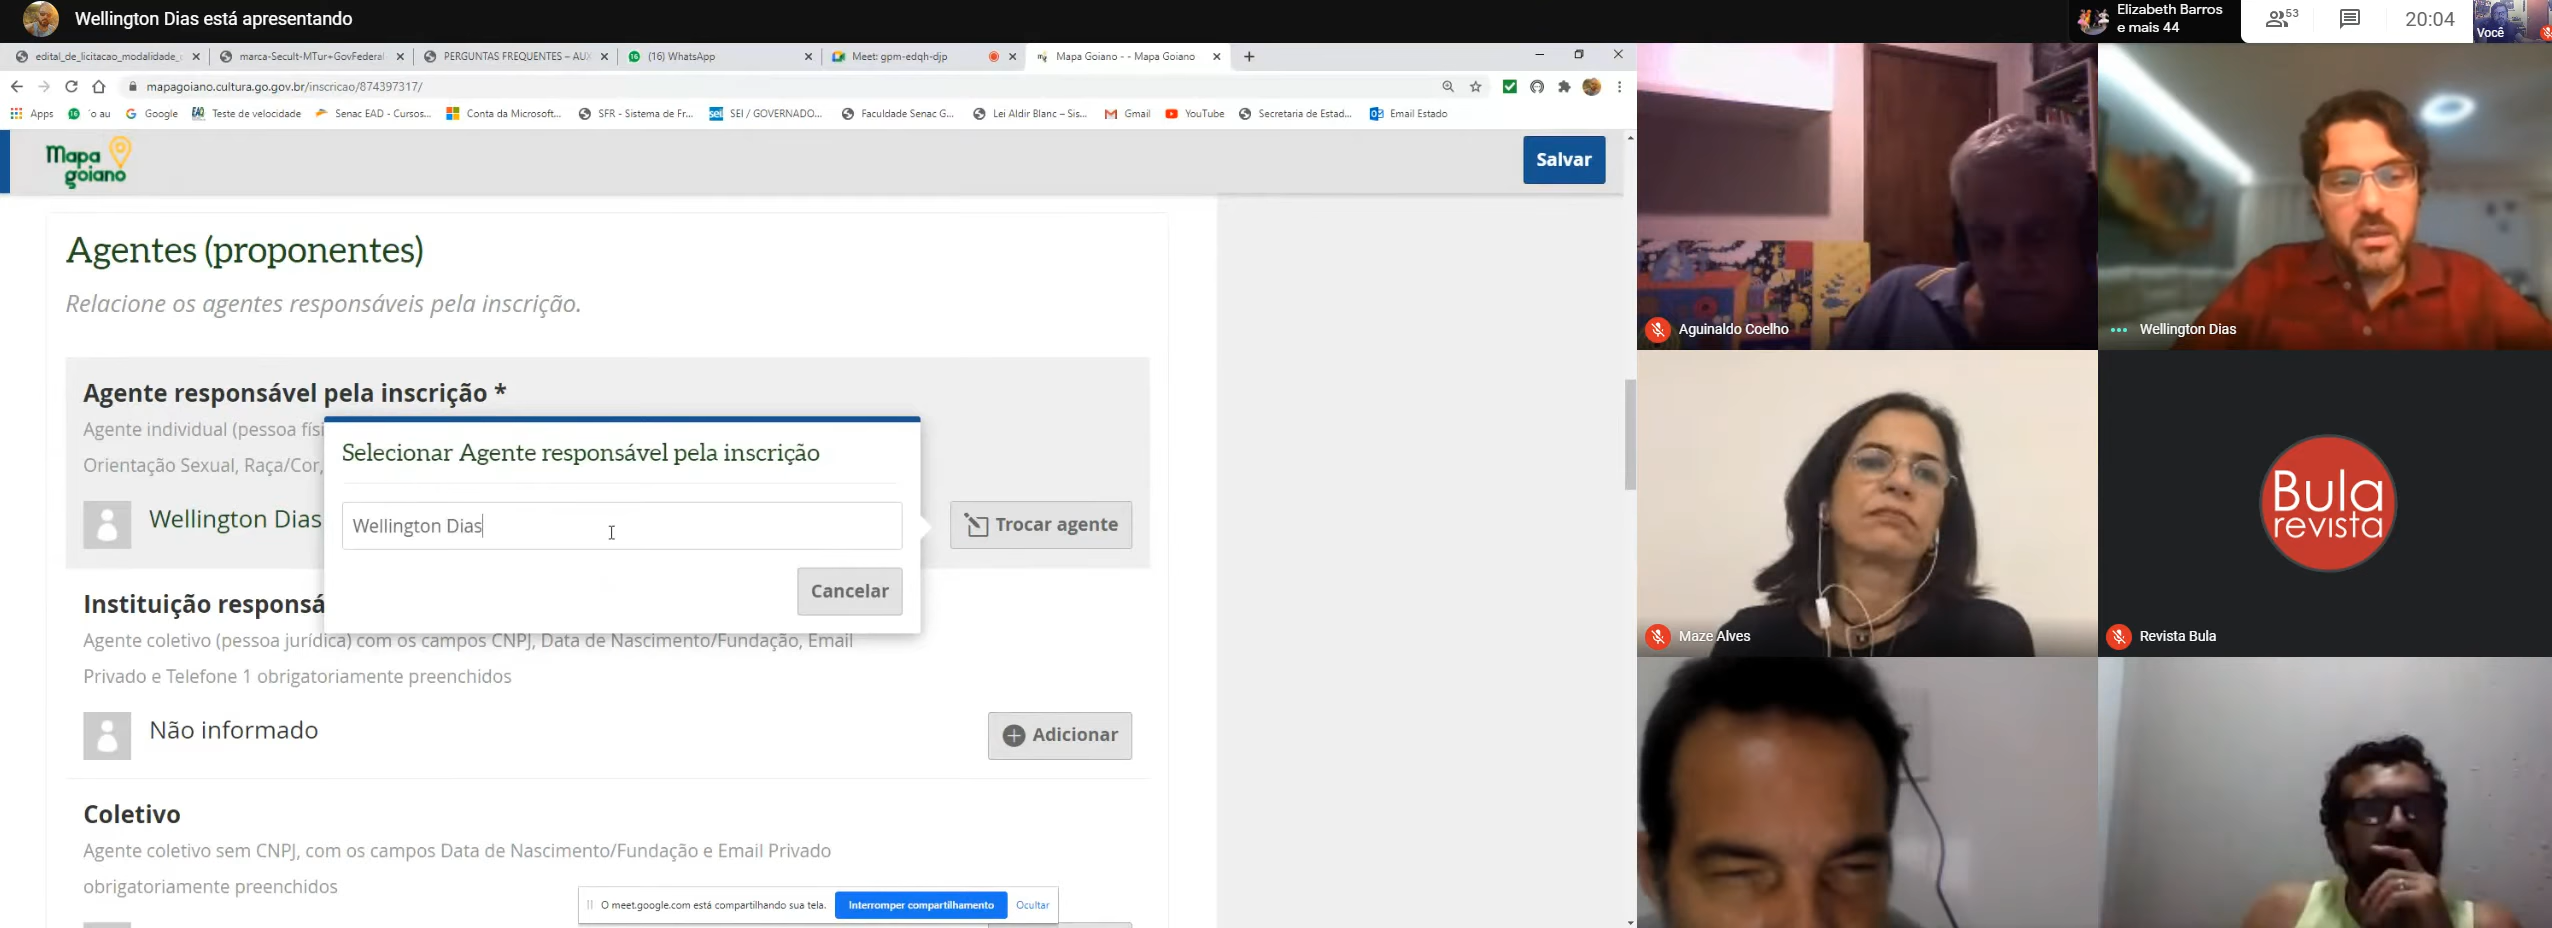 Wellington Dias está apresentando
Elizabeth Barros
e mais 44
53
20:04
Você
edital_de_licitacao_modalidade_
marca-Secult-MTur+GovFederal
PERGUNTAS FREQUENTES – AUX
(16) WhatsApp
Meet: gpm-edqh-djp
Mapa Goiano - - Mapa Goiano
mapagoiano.cultura.go.gov.br/inscricao/874397317/
Apps
´o au
Google
Teste de velocidade
Senac EAD - Cursos...
Conta da Microsoft...
SFR - Sistema de Fr...
sei
SEI / GOVERNADO...
Faculdade Senac G...
Lei Aldir Blanc – Sis...
Gmail
YouTube
Secretaria de Estad...
Email Estado
Mapa
goiano
Salvar
Agentes (proponentes)
Relacione os agentes responsáveis pela inscrição.
Agente responsável pela inscrição *
Agente individual (pessoa físi
Orientação Sexual, Raça/Cor,
Wellington Dias
Selecionar Agente responsável pela inscrição
Wellington Dias
Cancelar
Trocar agente
Instituição responsá
Agente coletivo (pessoa jurídica) com os campos CNPJ, Data de Nascimento/Fundação, Email
Privado e Telefone 1 obrigatoriamente preenchidos
Não informado
Adicionar
Coletivo
Agente coletivo sem CNPJ, com os campos Data de Nascimento/Fundação e Email Privado
obrigatoriamente preenchidos
O meet.google.com está compartilhando sua tela.
Interromper compartilhamento
Ocultar
Aguinaldo Coelho
Wellington Dias
Maze Alves
Bula
revista
Revista Bula